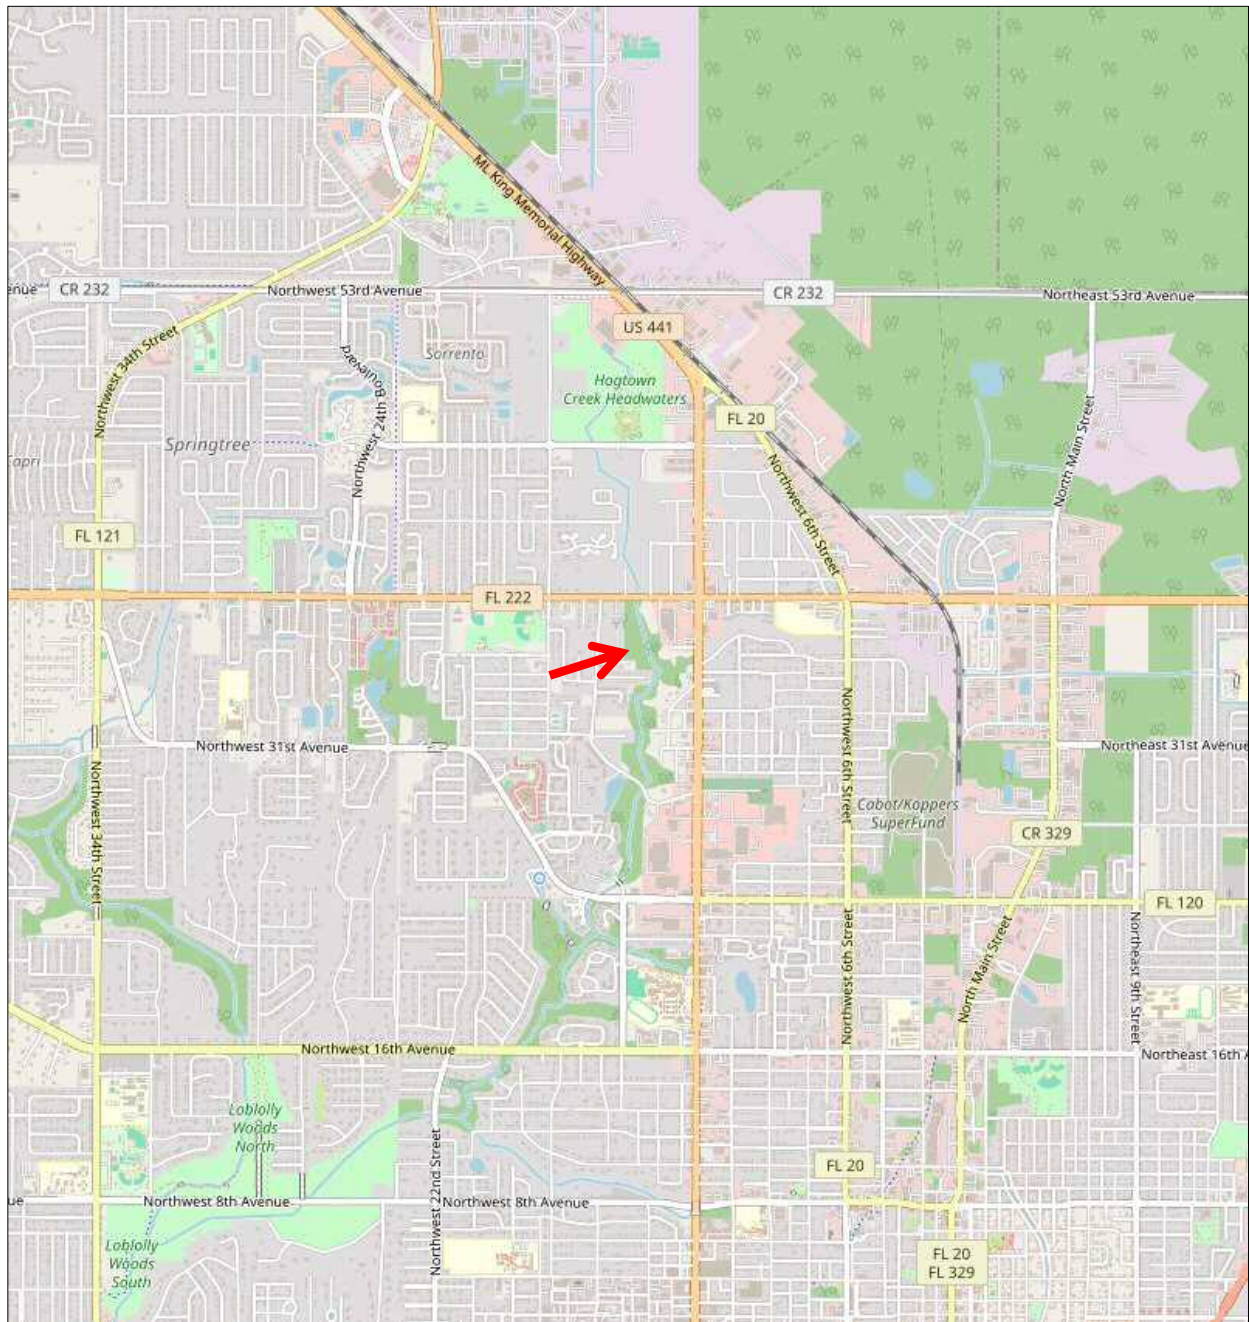 ML King Memorial Highway
enue
CR 232
Northwest 53rd Avenue
CR 232
Northeast 53rd Avenue
US 441
Northwest 34th Street
Sorrento
Northwest 24th Boulevard
Hogtown
Creek Headwaters
FL 20
North Main Street
Springtree
apri
Northwest 6th Street
FL 121
FL 222
Northwest 6th Street
Northwest 31st Avenue
Northeast 31st Avenue
Northwest 34th Street
Cabot/Koppers
SuperFund
CR 329
FL 120
Northwest 6th Street
North Main Street
Northeast 9th Street
Northwest 16th Avenue
Northeast 16th A
Loblolly
Woods
North
Northwest 22nd Street
FL 20
ue
Northwest 8th Avenue
Northwest 8th Avenue
Loblolly
Woods
South
FL 20
FL 329